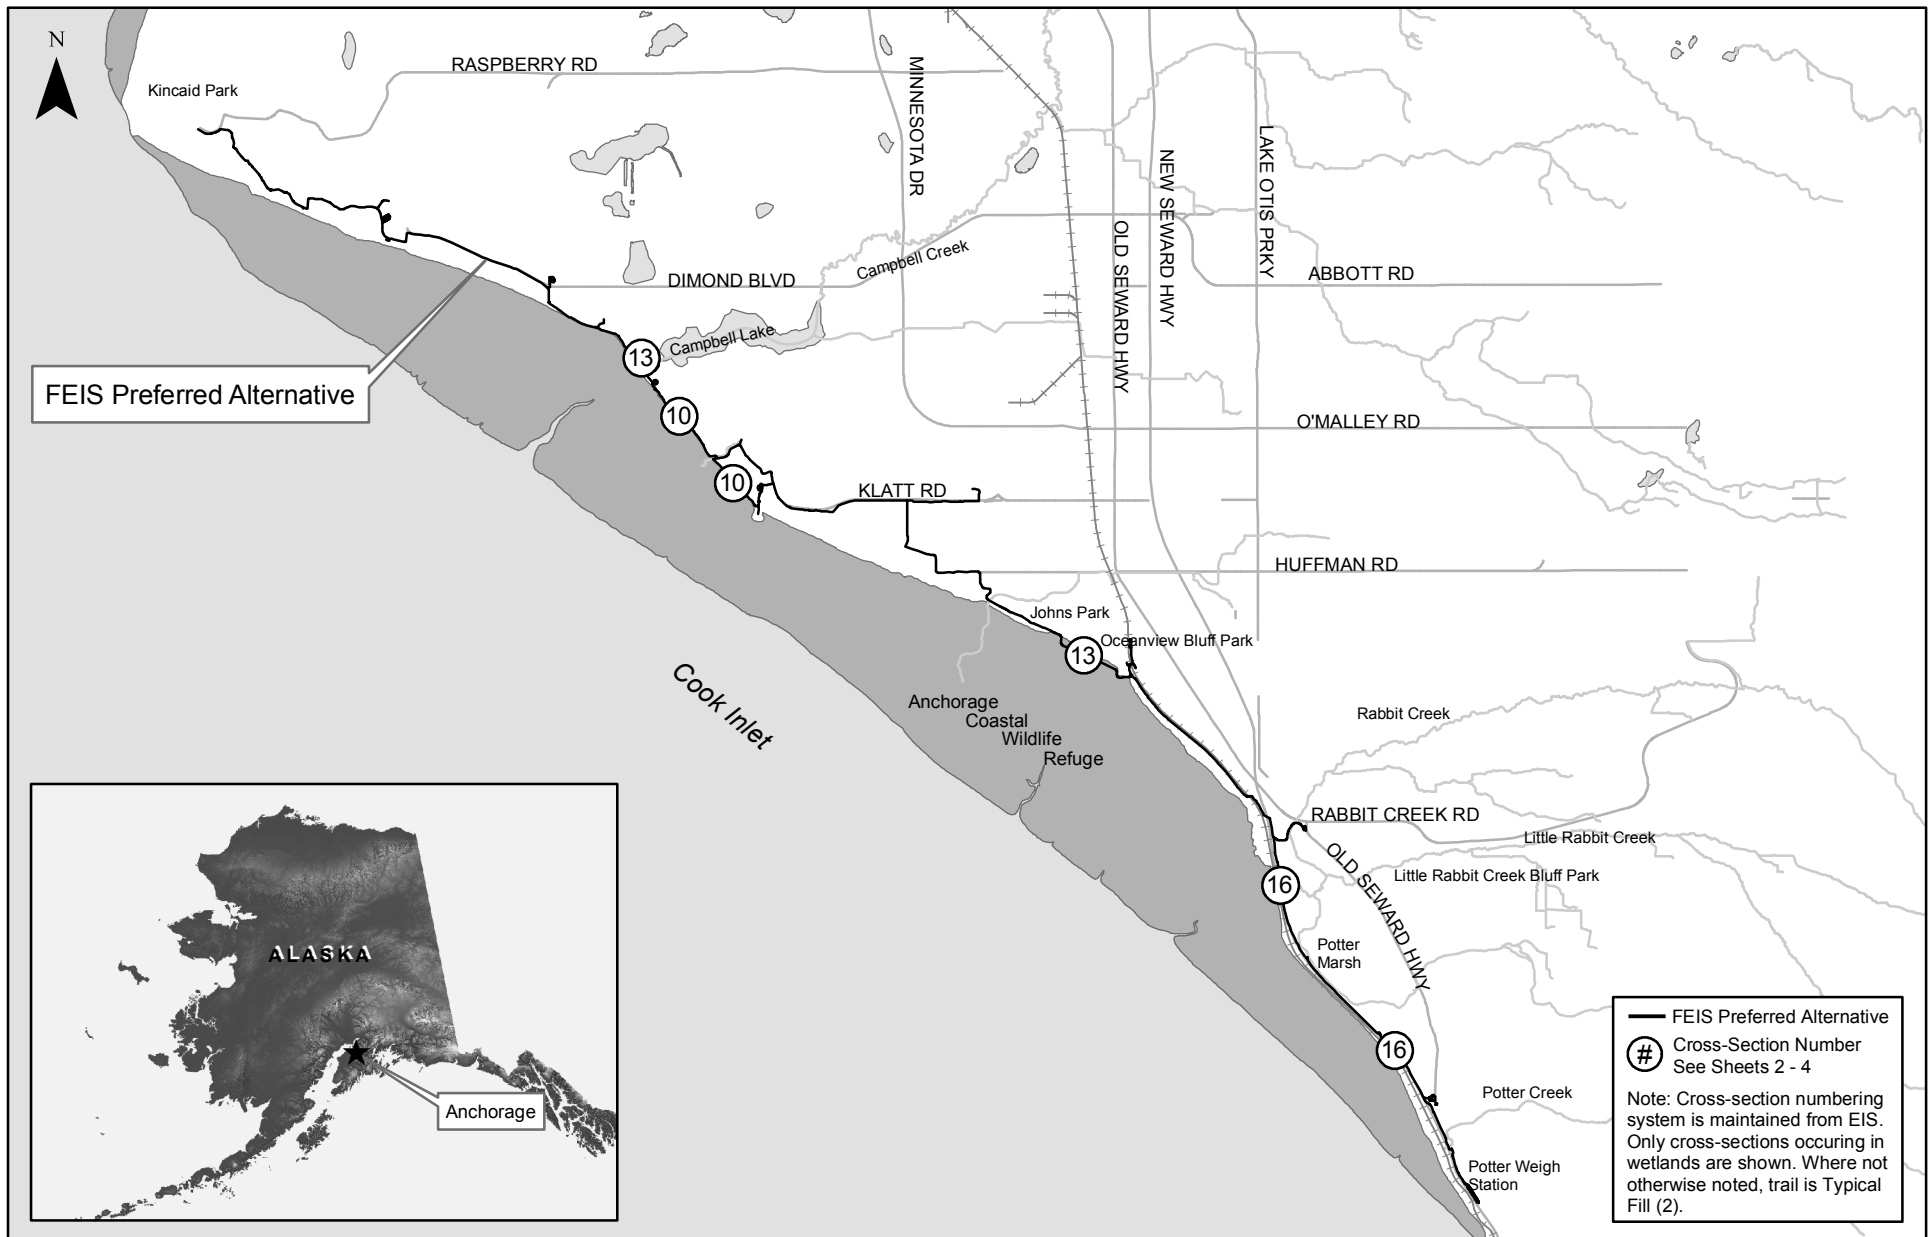 N
Kincaid Park
RASPBERRY RD
MINNESOTA DR
NEW SEWARD HWY
LAKE OTIS PRKY
OLD SEWARD HWY
Campbell Creek
DIMOND BLVD
ABBOTT RD
Campbell Lake
13
FEIS Preferred Alternative
10
O'MALLEY RD
10
KLATT RD
HUFFMAN RD
Johns Park
13
Oceanview Bluff Park
Cook Inlet
Anchorage
Coastal
Wildlife
Refuge
Rabbit Creek
RABBIT CREEK RD
Little Rabbit Creek
OLD SEWARD HWY
Little Rabbit Creek Bluff Park
16
Potter
Marsh
16
Potter Creek
Potter Weigh
Station
ALASKA
Anchorage
FEIS Preferred Alternative
# Cross-Section Number
See Sheets 2 - 4
Note: Cross-section numbering
system is maintained from EIS.
Only cross-sections occuring in
wetlands are shown. Where not
otherwise noted, trail is Typical
Fill (2).